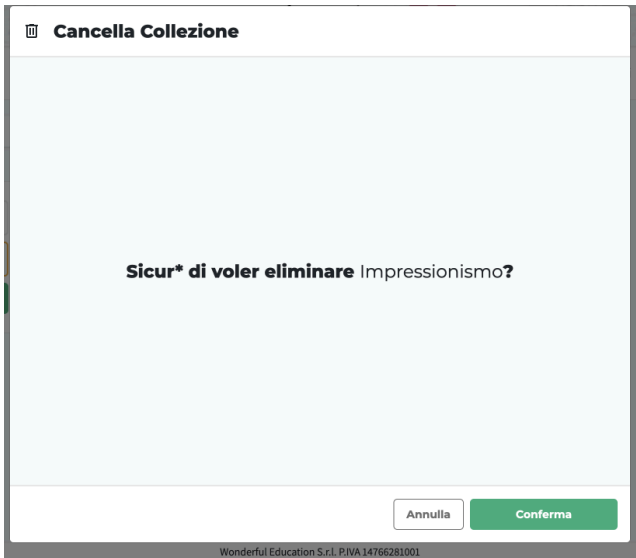 Cancella Collezione
Sicur* di voler eliminare Impressionismo?
Annulla
Conferma
Wonderful Education S.r.l. P.IVA 14766281001